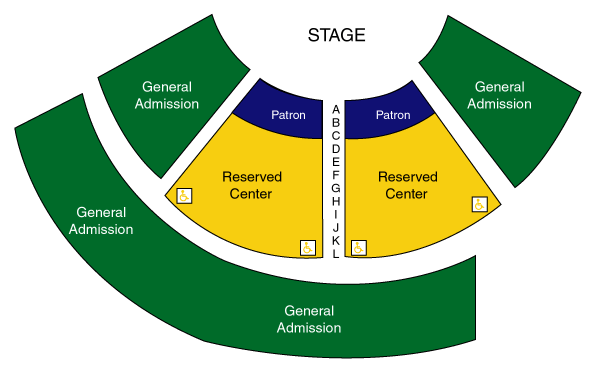 STAGE
General
Admission
General
Admission
Patron
Patron
A
B
C
D
E
F
G
H
I
J
K
L
Reserved
Center
Reserved
Center
General
Admission
General
Admission